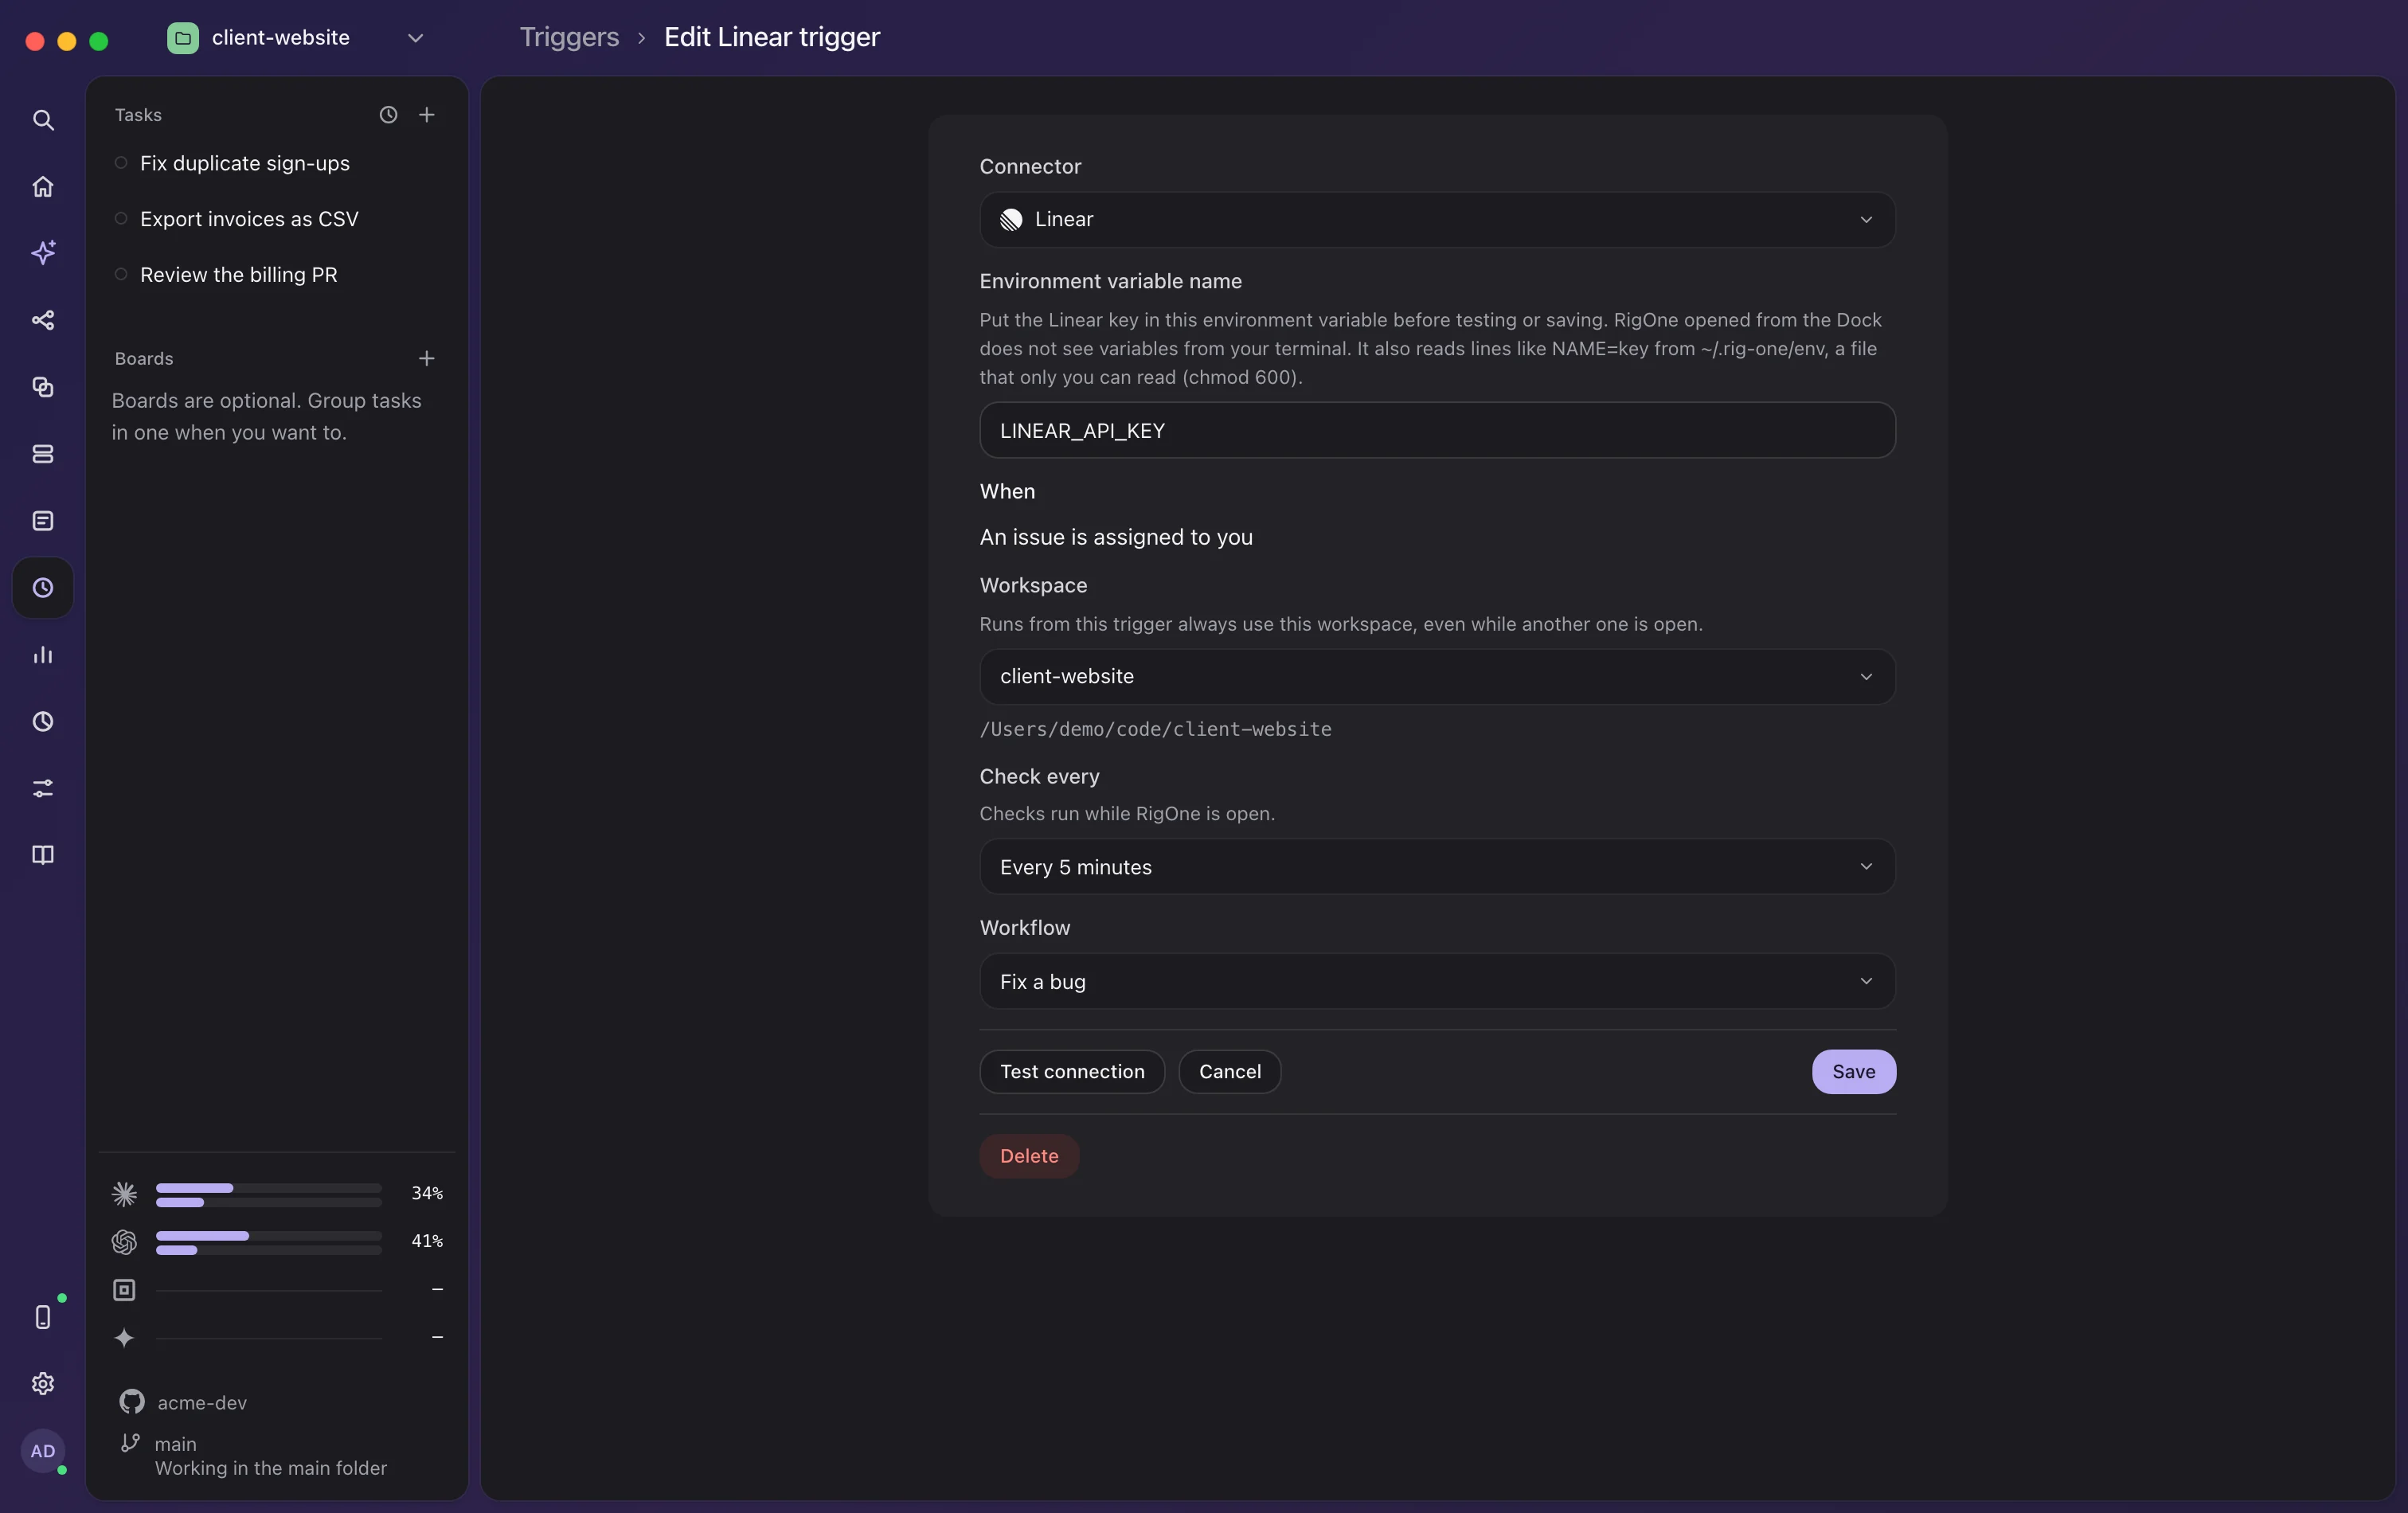 client-website
Triggers › Edit Linear trigger
Tasks
Fix duplicate sign-ups
Export invoices as CSV
Review the billing PR
Boards
Boards are optional. Group tasks
in one when you want to.
34%
41%
–
–
acme-dev
main
Working in the main folder
AD
Connector
Linear
Environment variable name
Put the Linear key in this environment variable before testing or saving. RigOne opened from the Dock
does not see variables from your terminal. It also reads lines like NAME=key from ~/.rig-one/env, a file
that only you can read (chmod 600).
LINEAR_API_KEY
When
An issue is assigned to you
Workspace
Runs from this trigger always use this workspace, even while another one is open.
client-website
/Users/demo/code/client-website
Check every
Checks run while RigOne is open.
Every 5 minutes
Workflow
Fix a bug
Test connection
Cancel
Save
Delete